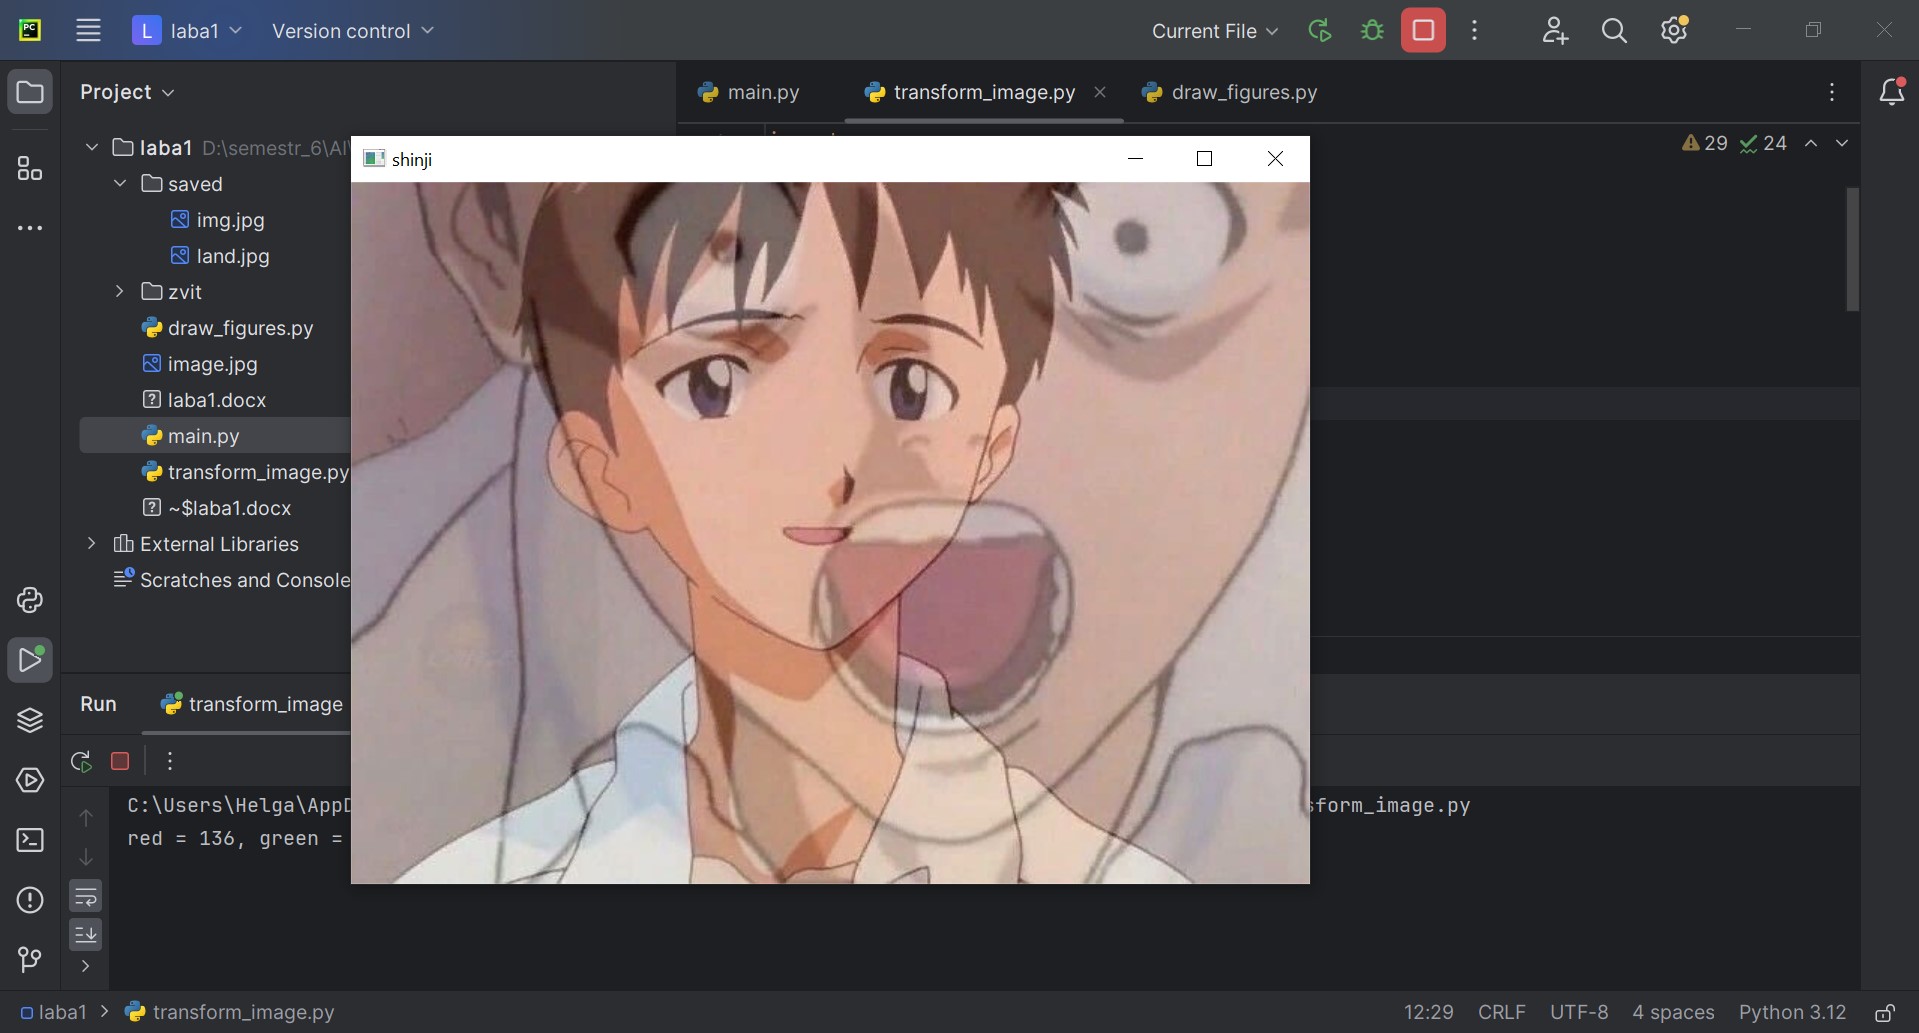 PC
L laba1 Version control Current File
Project
main.py transform_image.py draw_figures.py
29 24
laba1 D:\semestr_6\AI\
saved
img.jpg
land.jpg
zvit
draw_figures.py
image.jpg
laba1.docx
main.py
transform_image.py
~$laba1.docx
External Libraries
Scratches and Console
shinji
Run transform_image
C:\Users\Helga\AppD sform_image.py
red = 136, green =
laba1 transform_image.py 12:29 CRLF UTF-8 4 spaces Python 3.12